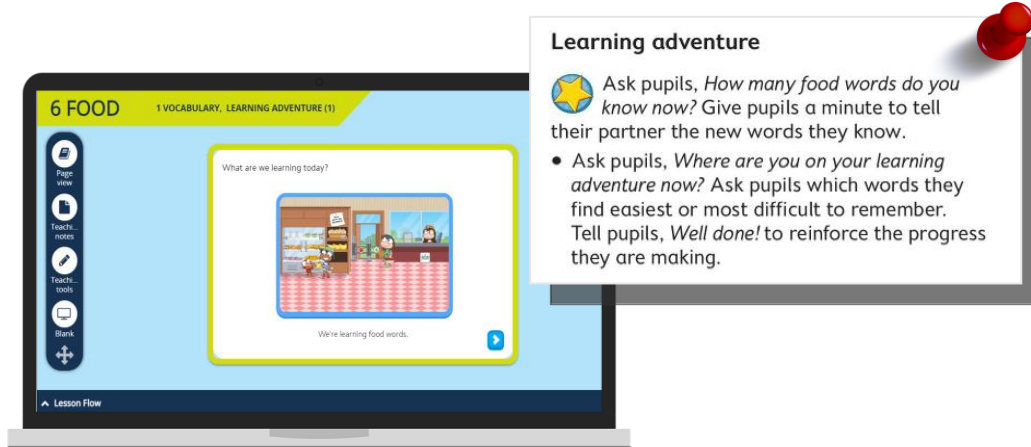 6 FOOD
1 VOCABULARY, LEARNING ADVENTURE (1)
Page
view
Teachi...
notes
Teachi...
tools
Blank
What are we learning today?
We're learning food words.
Lesson Flow
Learning adventure
Ask pupils, How many food words do you
know now? Give pupils a minute to tell
their partner the new words they know.
• Ask pupils, Where are you on your learning
adventure now? Ask pupils which words they
find easiest or most difficult to remember.
Tell pupils, Well done! to reinforce the progress
they are making.